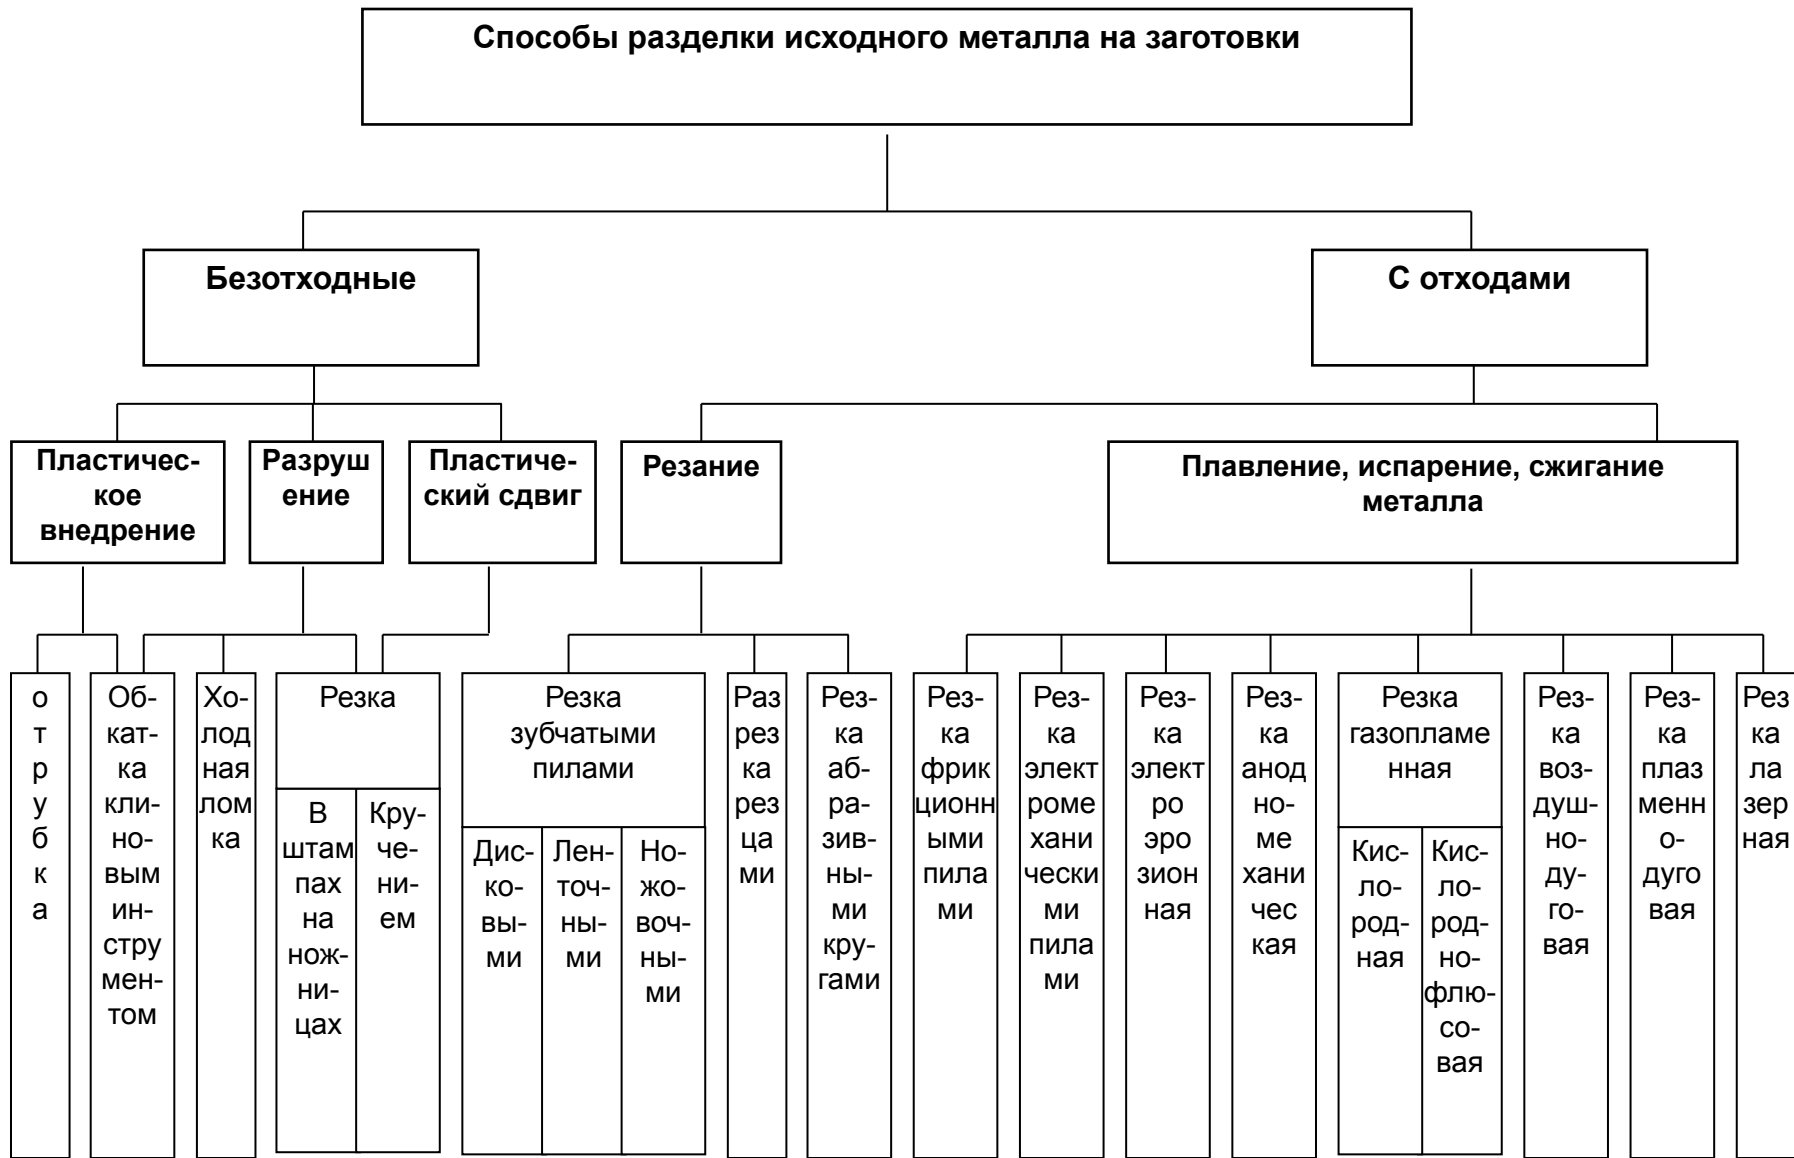 Способы разделки исходного металла на заготовки
Безотходные
С отходами
Пластичес-
кое
внедрение
Разруш
ение
Пластиче-
ский сдвиг
Резание
Плавление, испарение, сжигание
металла
о
т
р
у
б
к
а
Об-
кат-
ка
кли-
но-
вым
ин-
стру
мен-
том
Хо-
лод
ная
лом
ка
Резка
В
штам
пах
на
нож-
ни-
цах
Кру-
че-
ни-
ем
Резка
зубчатыми
пилами
Дис-
ко-
вы-
ми
Лен-
точ-
ны-
ми
Но-
жо-
воч-
ны-
ми
Раз
рез
ка
рез
ца
ми
Рез-
ка
аб-
ра-
зив-
ны-
ми
кру-
гами
Рез-
ка
фрик
ционн
ыми
пила
ми
Рез-
ка
элект
роме
хани
чески
ми
пила
ми
Рез-
ка
элект
ро
эро
зион
ная
Рез-
ка
анод
но-
ме
хани
чес
кая
Резка
газопламе
нная
Кис-
ло-
род-
ная
Кис-
ло-
род-
но-
флю-
со-
вая
Рез-
ка
воз-
душ-
но-
ду-
го-
вая
Рез-
ка
плаз
менн
о-
дуго
вая
Рез
ка
ла
зер
ная